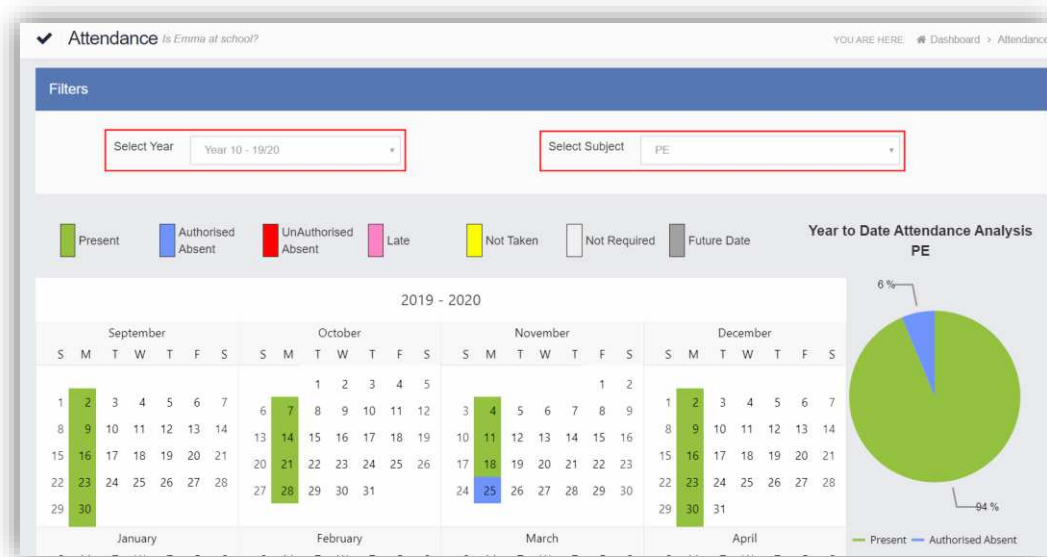 Attendance Is Emma at school?
YOU ARE HERE: Dashboard > Attendance
Filters
Select Year Year 10 - 19/20
Select Subject PE
Present
Authorised
Absent
UnAuthorised
Absent
Late
Not Taken
Not Required
Future Date
Year to Date Attendance Analysis
PE
2019 - 2020
September
S M T W T F S
1 2 3 4 5 6 7
8 9 10 11 12 13 14
15 16 17 18 19 20 21
22 23 24 25 26 27 28
29 30
October
S M T W T F S
1 2 3 4 5
6 7 8 9 10 11 12
13 14 15 16 17 18 19
20 21 22 23 24 25 26
27 28 29 30 31
November
S M T W T F S
1 2
3 4 5 6 7 8 9
10 11 12 13 14 15 16
17 18 19 20 21 22 23
24 25 26 27 28 29 30
December
S M T W T F S
1 2 3 4 5 6 7
8 9 10 11 12 13 14
15 16 17 18 19 20 21
22 23 24 25 26 27 28
29 30 31
6 %
94 %
Present Authorised Absent
January
February
March
April